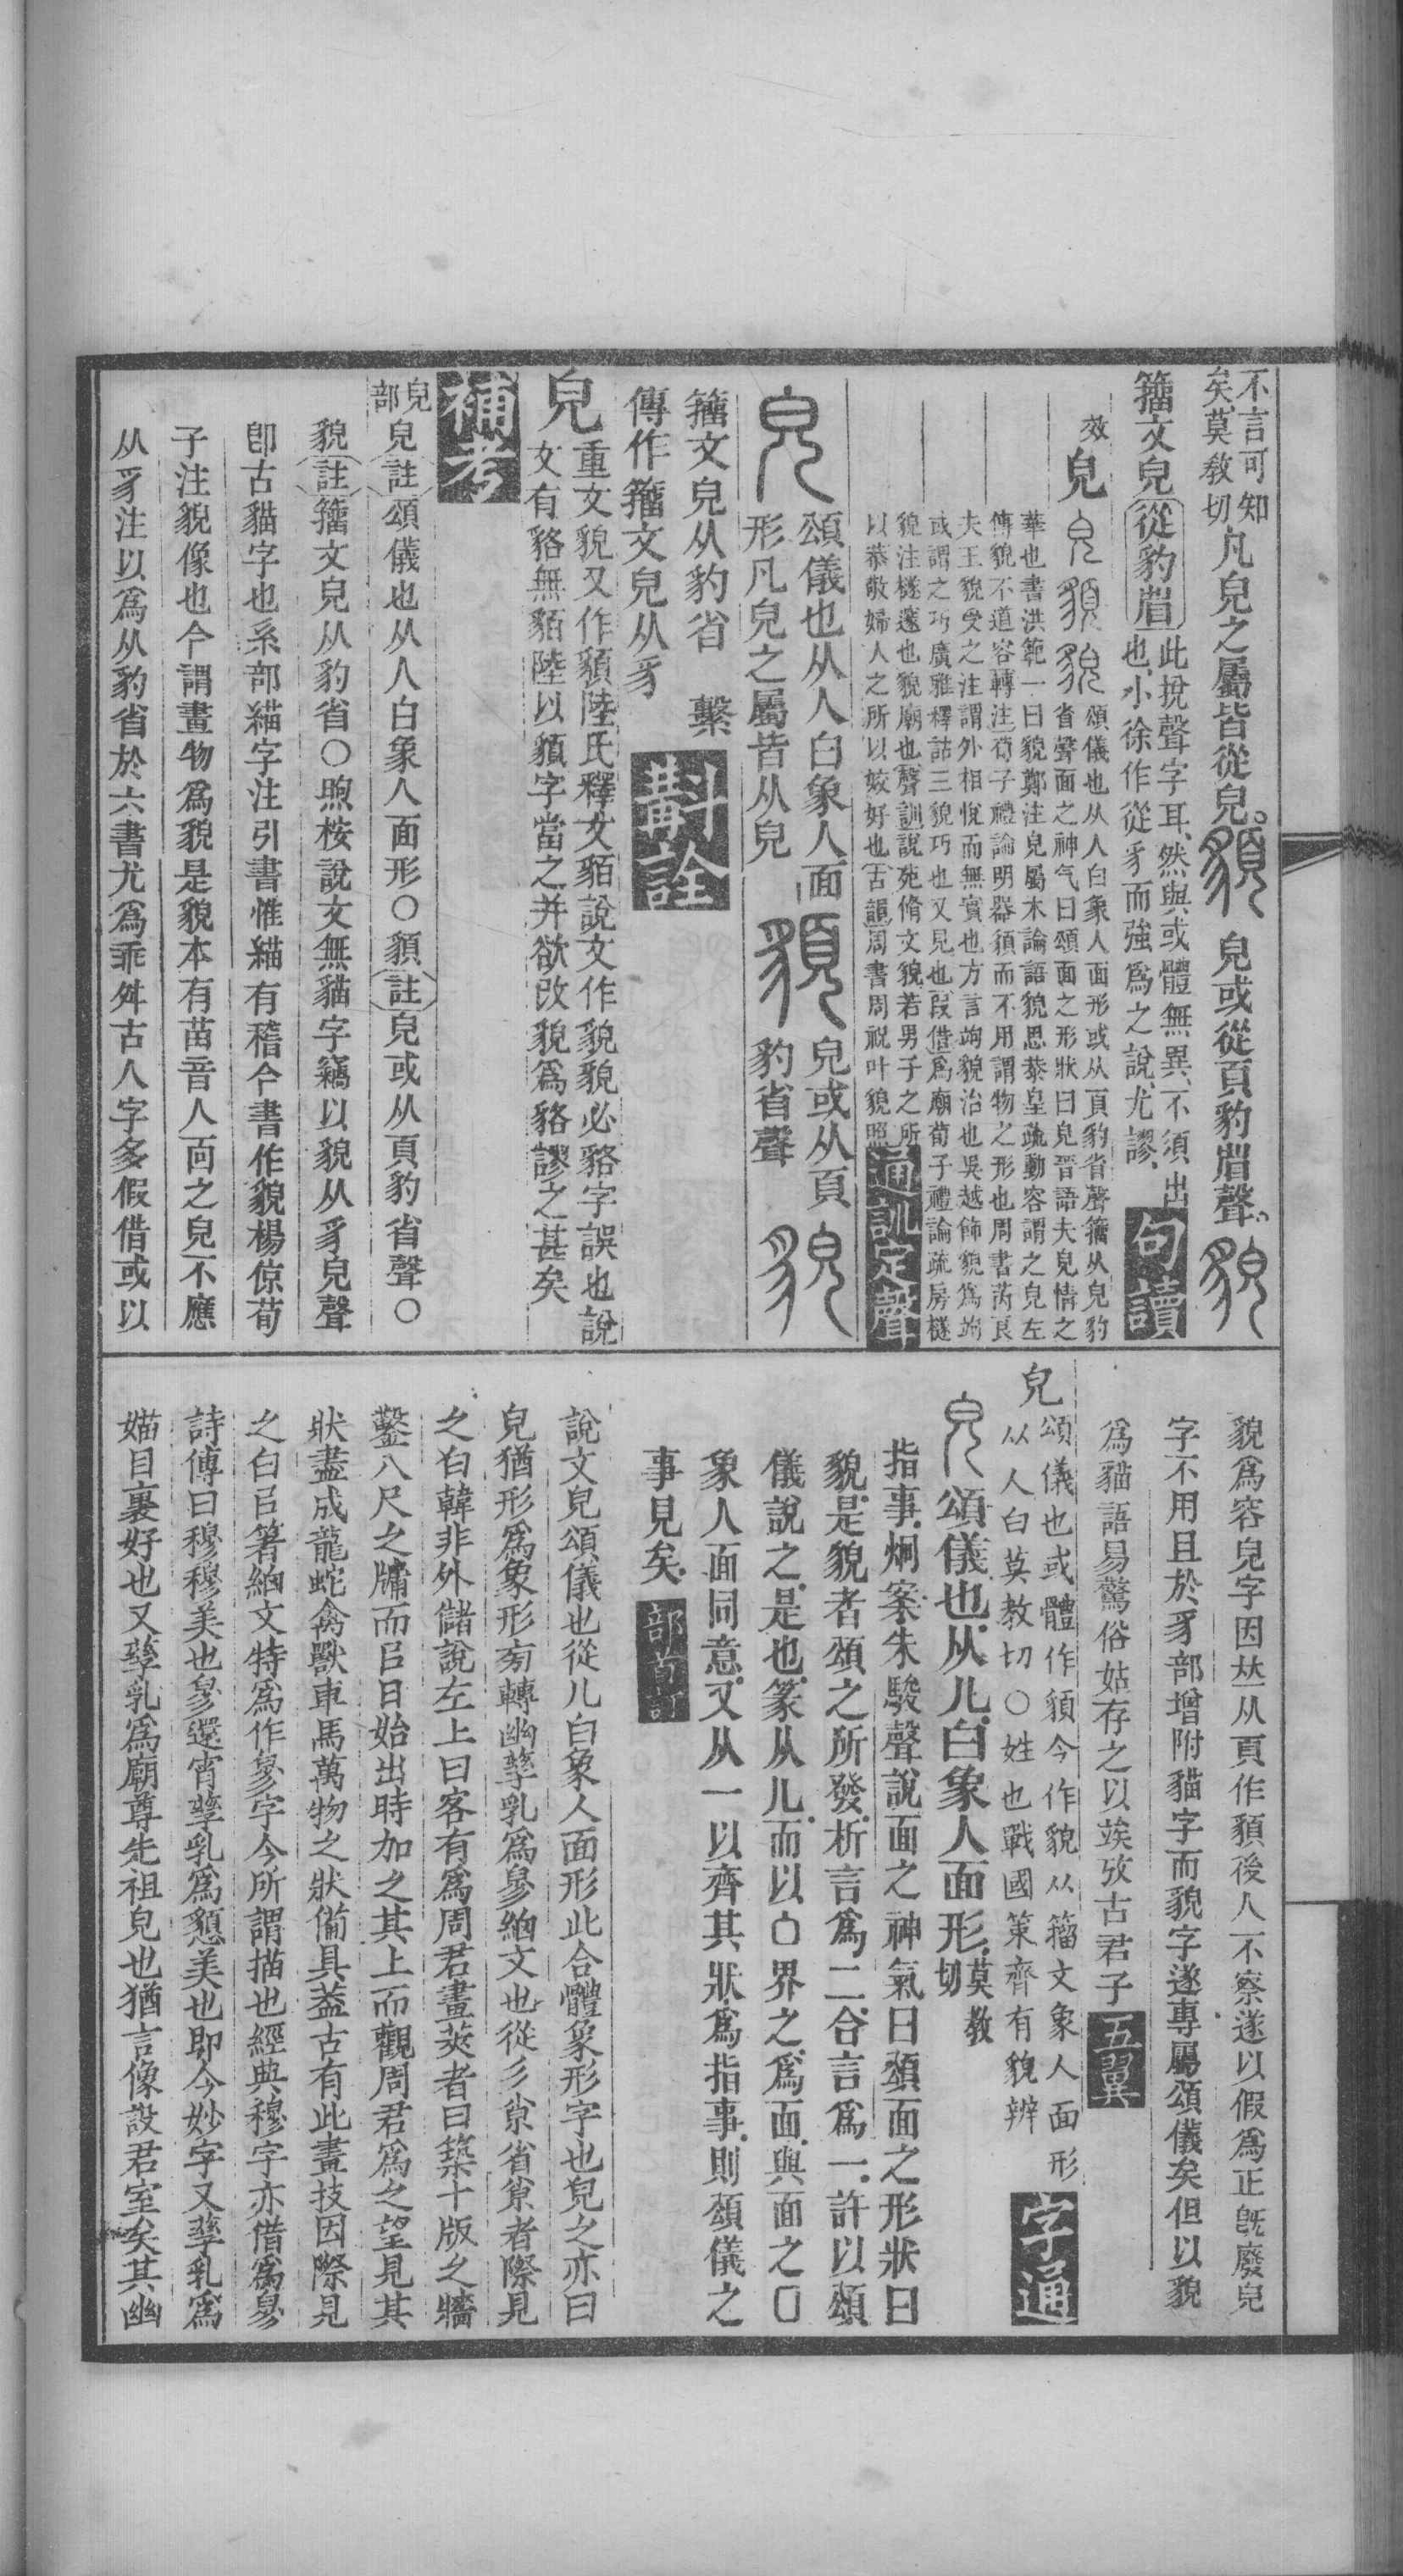 不言可知
矣莫教切
凡皃之屬皆從皃。䫉 皃或從頁豹省聲。貌
籒文皃從豹省
此挩聲字耳、然與或體無異、不須出
也、小徐作從豸而強爲之說、尤謬、
句讀
效皃
皃䫉貌
頌儀也从人白象人面形或从頁豹省聲籒从皃豹
省聲面之神气曰頌面之形狀曰皃晉語夫皃情之
華也書洪範一曰貌鄭注皃屬木論語貌思恭皇疏動容謂之皃左
傳貌不道容轉注荀子禮論明器䫉而不用謂物之形也周書芮良
夫王貌受之注謂外相悅而無實也方言竘貌治也吳越飾貌爲竘
或謂之巧廣雅釋詁三貌巧也又見也叚借爲廟荀子禮論疏房檖
貌注檖邃也貌廟也聲訓說苑脩文貌若男子之所
以恭敬婦人之所以姣好也古韻周書周祝叶貌照
通訓定聲
皃
頌儀也从人白象人面
形凡皃之屬皆从皃
䫉
皃或从頁
豹省聲
貌
籒文皃从豹省 繫
傳作籒文皃从豸
斠詮
皃
重文貌又作䫉陸氏釋文貊說文作貌貌必貉字誤也說
文有貉無貊陸以䫉字當之并欲改貌爲貉謬之甚矣
補考
皃部
皃註頌儀也从人白象人面形○䫉註皃或从頁豹省聲○
貌註籒文皃从豹省○煦桉說文無貓字竊以貌从豸皃聲
卽古貓字也系部緢字注引書惟緢有稽今書作貌楊倞荀
子注貌像也今謂畫物爲貌是貌本有苗音人面之皃不應
从豸注以爲从豹省於六書尤爲乖舛古人字多假借或以
貌爲容皃字因𠀤从頁作䫉後人不察遂以假爲正旣廢皃
字不用且於豸部增附貓字而貌字遂專屬頌儀矣但以貌
爲貓語易驚俗姑存之以竢攷古君子
五翼
皃
頌儀也或體作䫉今作貌从籀文象人面形
从人白莫教切○姓也戰國策齊有貌辨
字通
皃頌儀也。从儿。白象人面形。莫教切
指事。炯案。朱駿聲說面之神氣曰頌面之形狀曰
貌。是貌者頌之所發。析言爲二。合言爲一。許以頌
儀說之。是也。篆从儿。而以白界之。爲面。與面之囗
象人面同意。又从一以齊其狀。爲指事。則頌儀之
事見矣。
部首訂
說文皃頌儀也從儿白象人面形此合體象形字也皃之亦曰
皃猶形爲象形矣轉幽孳乳爲㣎細文也從彡㡭省㡭者際見
之白韓非外儲說左上曰客有爲周君畫莢者曰築十版之牆
鑿八尺之牖而㠯日始出時加之其上而觀周君爲之望見其
狀盡成龍蛇禽獸車馬萬物之狀備具葢古有此畫技因際見
之白㠯箸細文特爲作㣎字今所謂描也經典穆字亦借爲㣎
詩傳曰穆穆美也㣎還宵孳乳爲懇美也卽今妙字又孳乳爲
媌目裏好也又孳乳爲廟尊先祖皃也猶言像設君室矣其幽